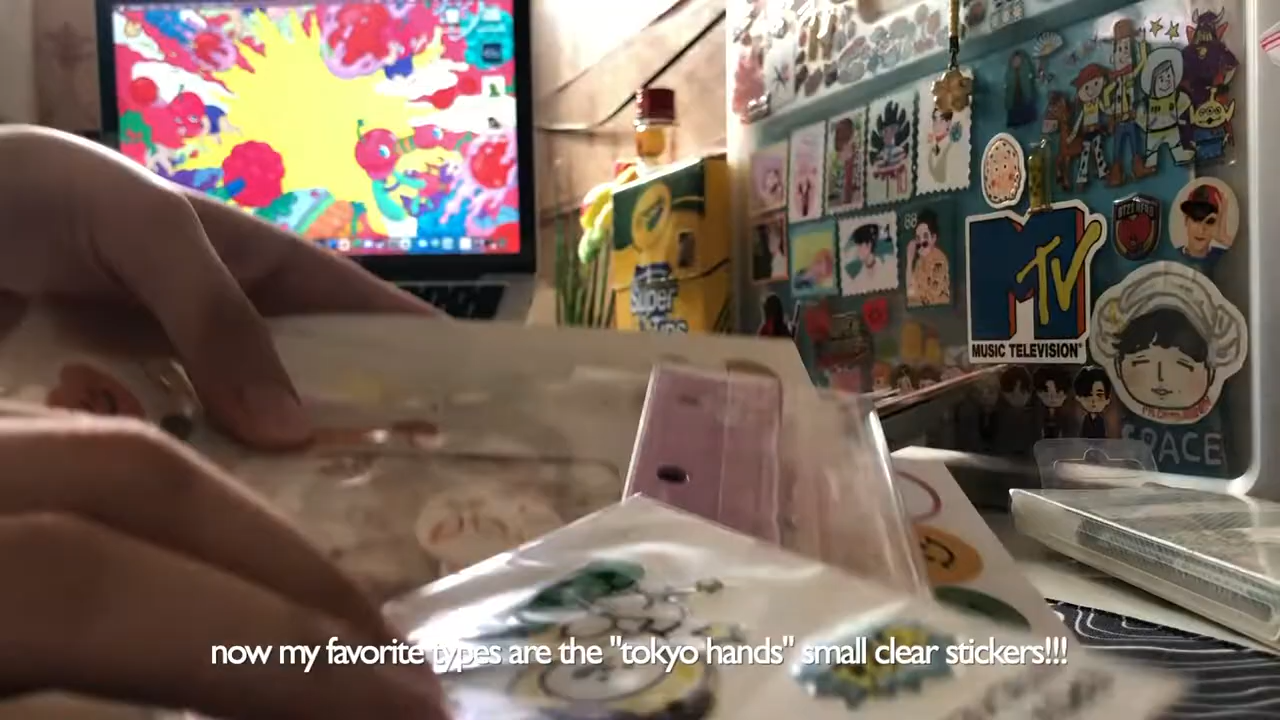 Super
MTV
MUSIC TELEVISION
SPACE
now my favorite types are the "tokyo hands" small clear stickers!!!